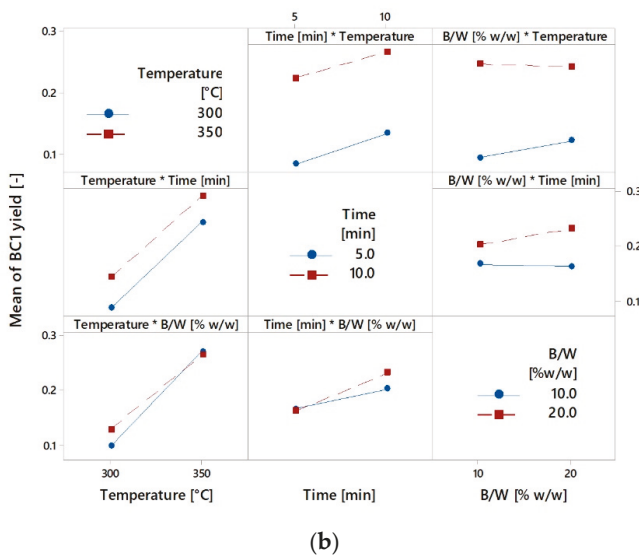 5 10
0.3
0.2
0.1
Temperature
[°C]
300
350
Time [min] * Temperature
B/W [% w/w] * Temperature
Mean of BC1 yield [-]
Temperature * Time [min]
Time
[min]
5.0
10.0
B/W [% w/w] * Time [min]
0.3
0.2
0.1
Temperature * B/W [% w/w]
0.3
0.2
0.1
Time [min] * B/W [% w/w]
B/W
[%w/w]
10.0
20.0
300 350
5 10
10 20
Temperature [°C]
Time [min]
B/W [% w/w]
(b)